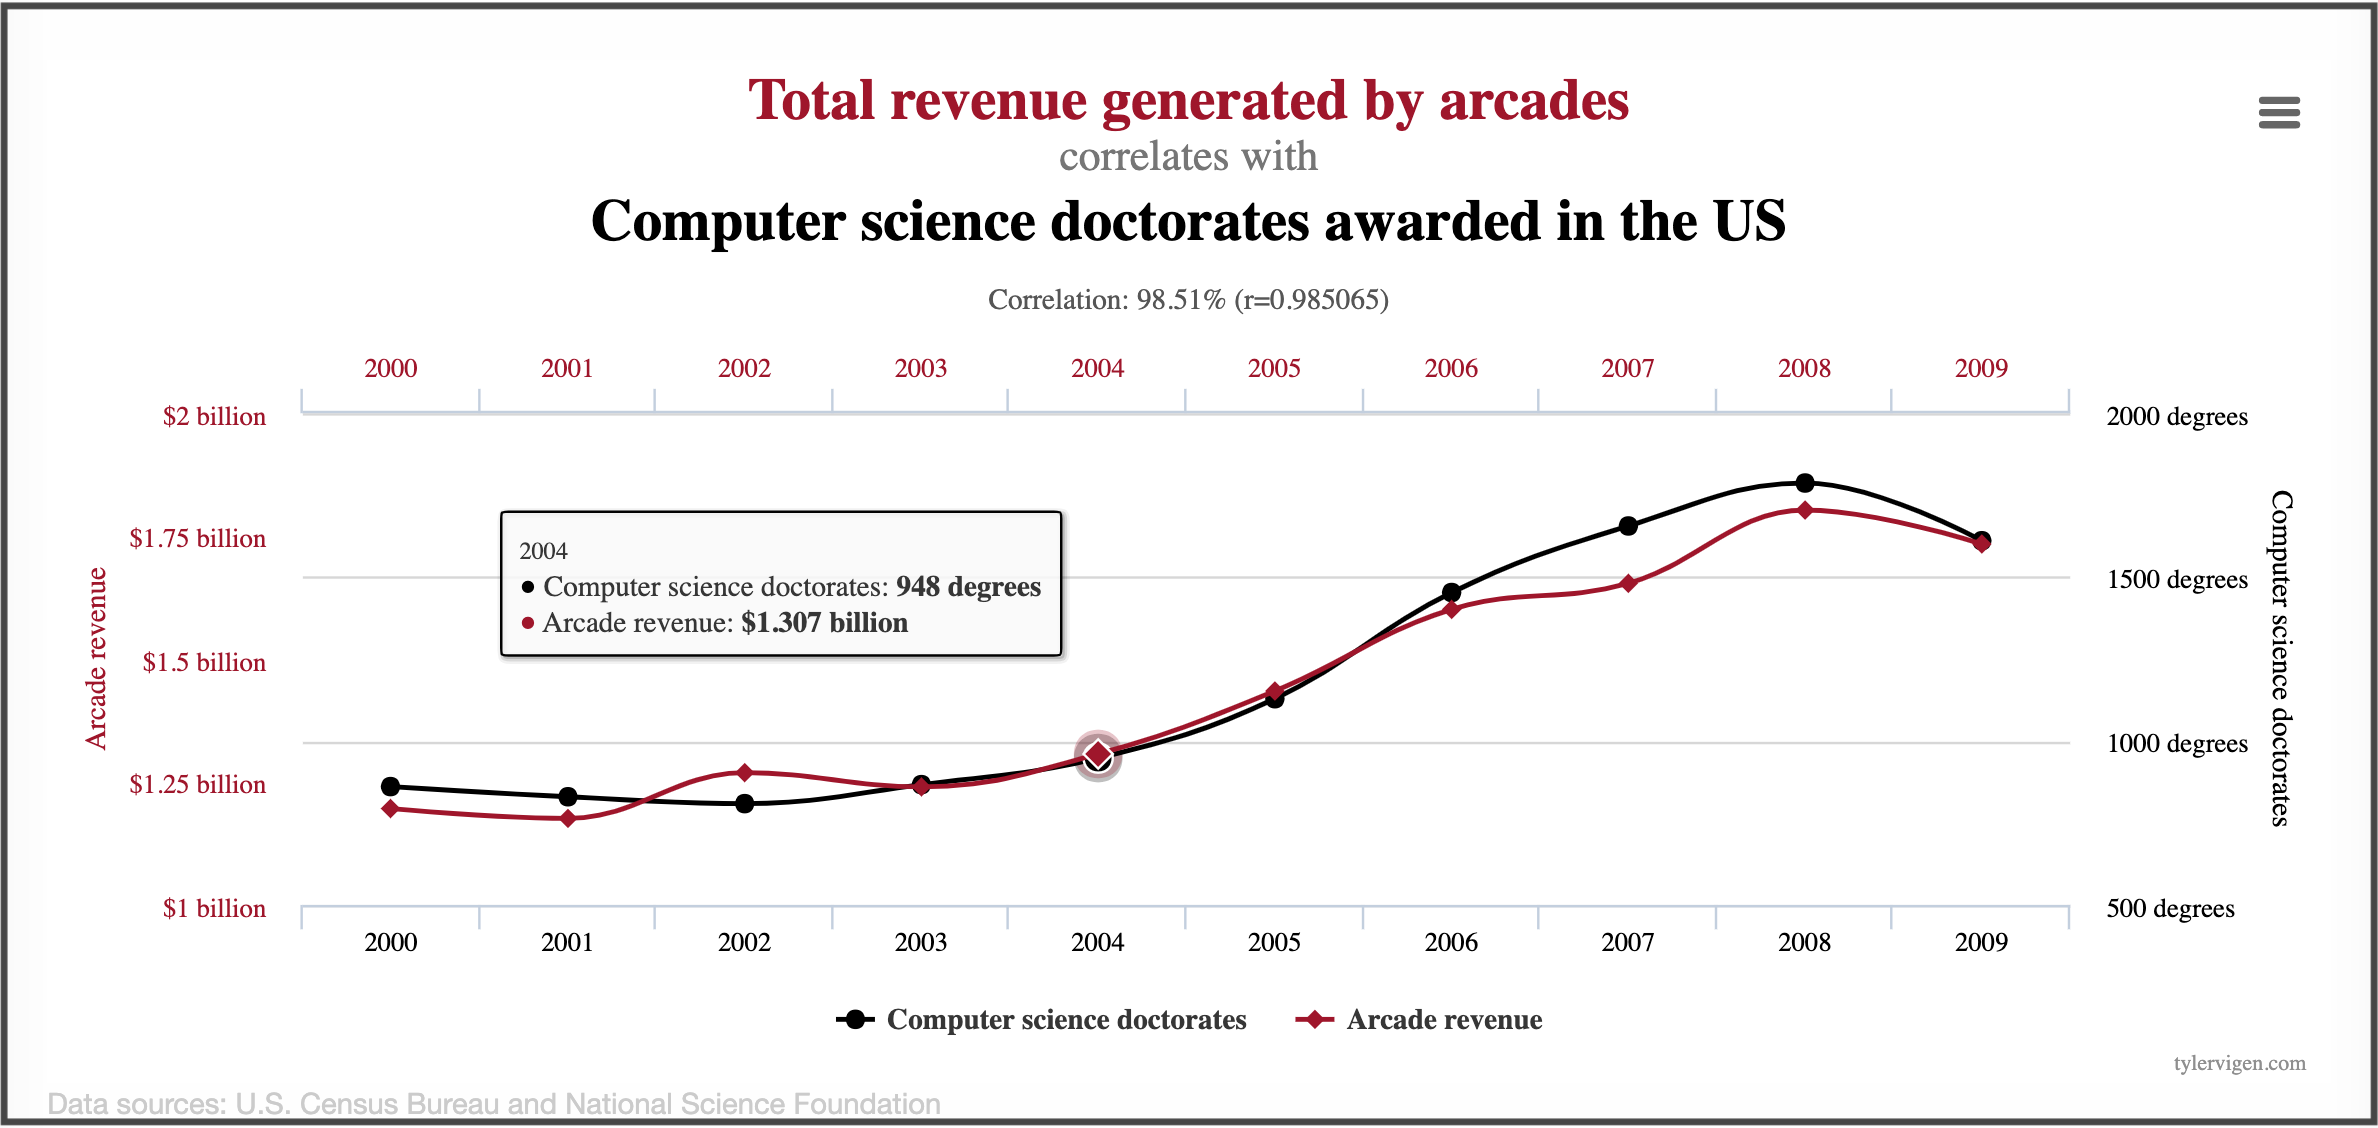 Total revenue generated by arcades
correlates with
Computer science doctorates awarded in the US
Correlation: 98.51% (r=0.985065)
2000 2001 2002 2003 2004 2005 2006 2007 2008 2009
$2 billion 2000 degrees
$1.75 billion
2004
1500 degrees
Computer science doctorates: 948 degrees
Arcade revenue: $1.307 billion
Arcade revenue
Computer science doctorates
$1.5 billion
1000 degrees
$1.25 billion
$1 billion 500 degrees
2000 2001 2002 2003 2004 2005 2006 2007 2008 2009
Computer science doctorates Arcade revenue
tylervigen.com
Data sources: U.S. Census Bureau and National Science Foundation